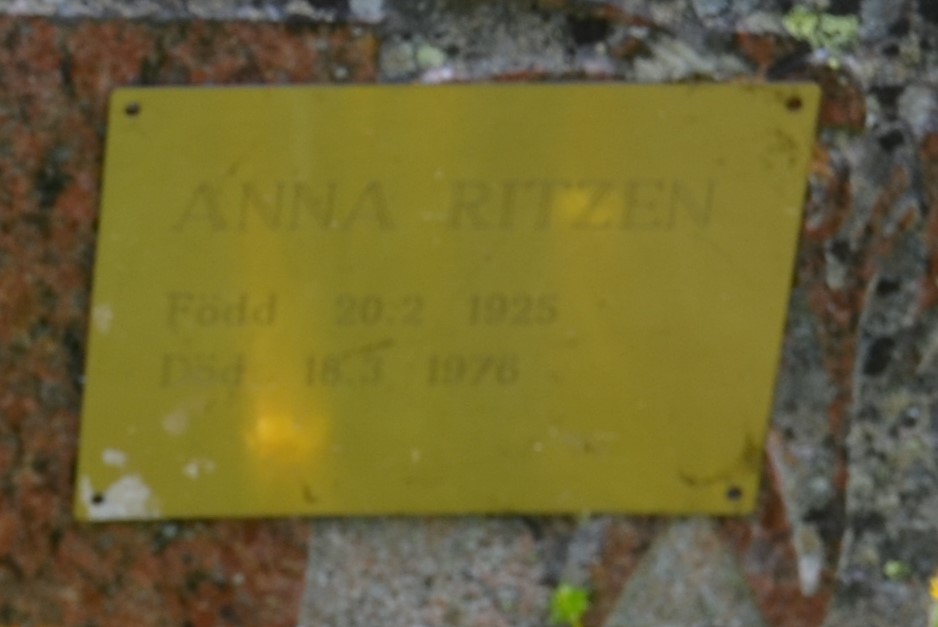 ANNA RITZEN
Född 20.2 1925
Död 18.3 1976